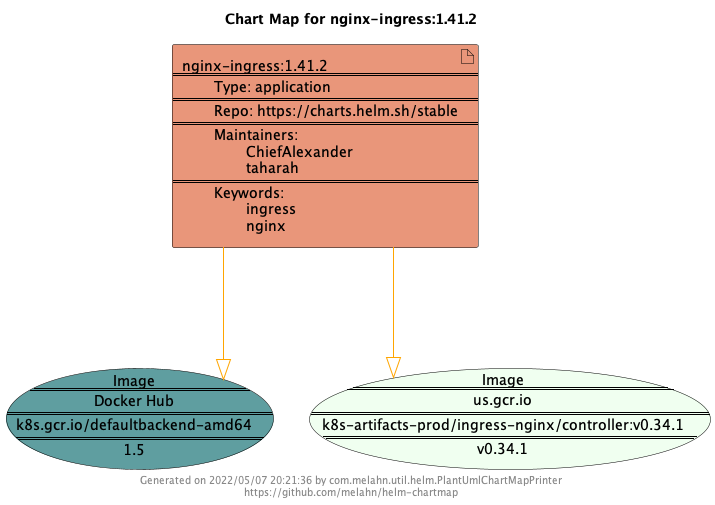 Chart Map for nginx-ingress:1.41.2
nginx-ingress:1.41.2
Type: application
Repo: https://charts.helm.sh/stable
Maintainers:
ChiefAlexander
taharah
Keywords:
ingress
nginx
Image
Docker Hub
k8s.gcr.io/defaultbackend-amd64
1.5
Image
us.gcr.io
k8s-artifacts-prod/ingress-nginx/controller:v0.34.1
v0.34.1
Generated on 2022/05/07 20:21:36 by com.melahn.util.helm.PlantUmlChartMapPrinter
https://github.com/melahn/helm-chartmap